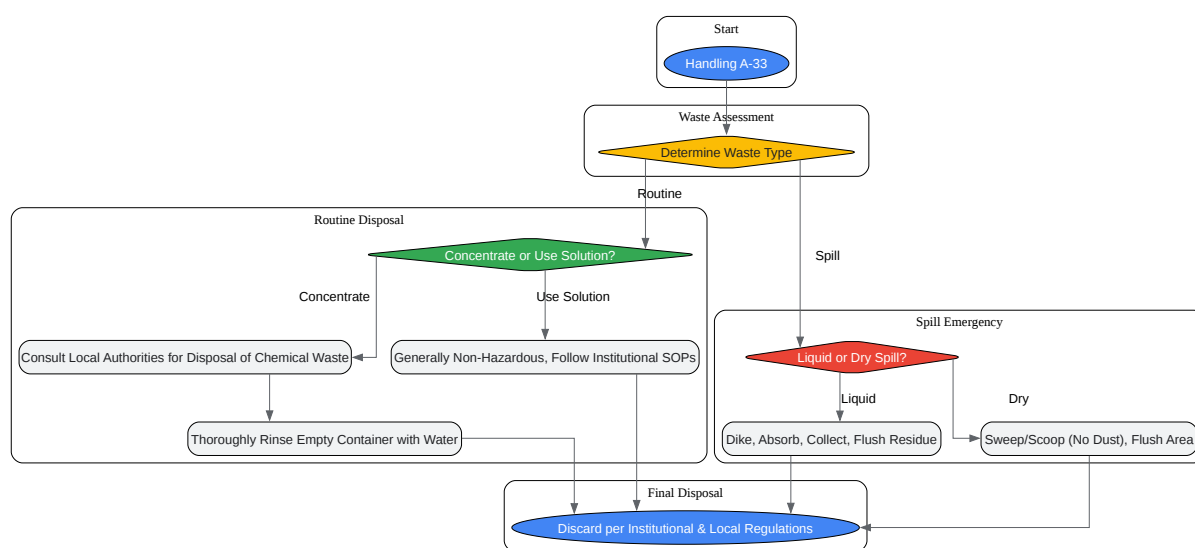 Start
Handling A-33
Waste Assessment
Determine Waste Type
Routine
Spill
Routine Disposal
Concentrate or Use Solution?
Concentrate
Use Solution
Consult Local Authorities for Disposal of Chemical Waste
Generally Non-Hazardous, Follow Institutional SOPs
Thoroughly Rinse Empty Container with Water
Spill Emergency
Liquid or Dry Spill?
Liquid
Dry
Dike, Absorb, Collect, Flush Residue
Sweep/Scoop (No Dust), Flush Area
Final Disposal
Discard per Institutional & Local Regulations